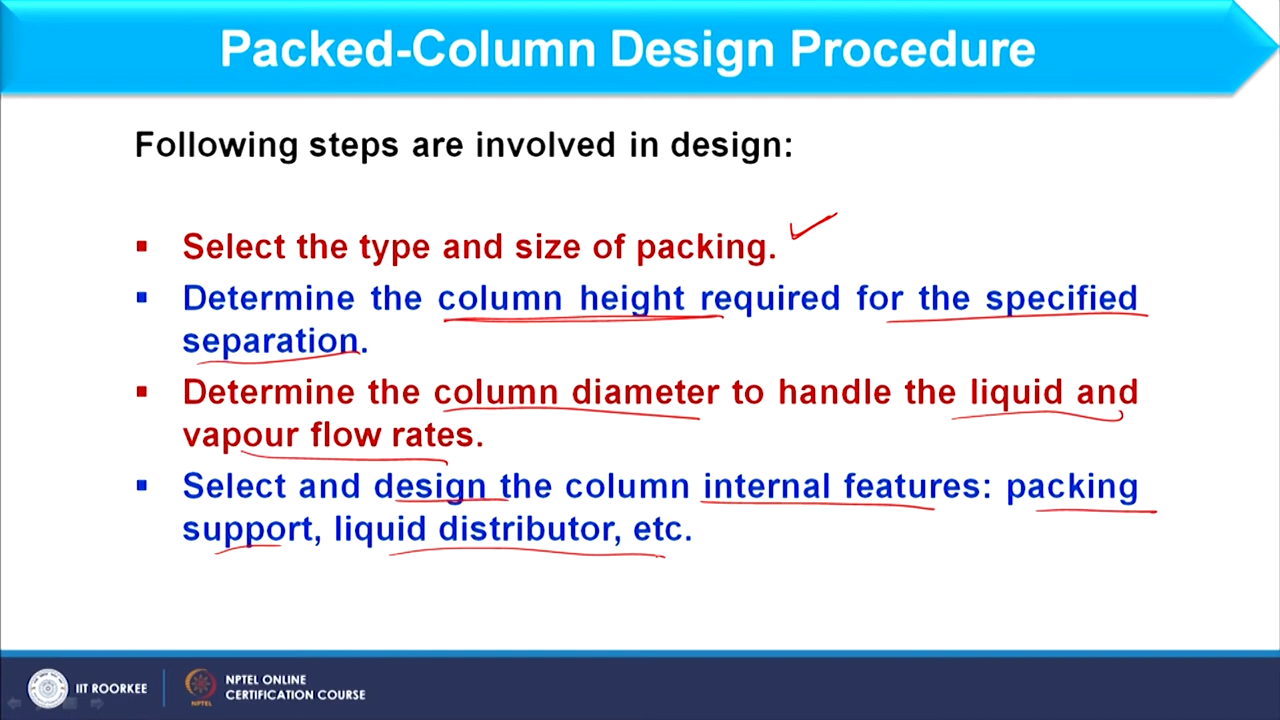 Packed-Column Design Procedure
Following steps are involved in design:
▪ Select the type and size of packing.
▪ Determine the column height required for the specified
separation.
▪ Determine the column diameter to handle the liquid and
vapour flow rates.
▪ Select and design the column internal features: packing
support, liquid distributor, etc.
IIT ROORKEE
NPTEL
NPTEL ONLINE
CERTIFICATION COURSE